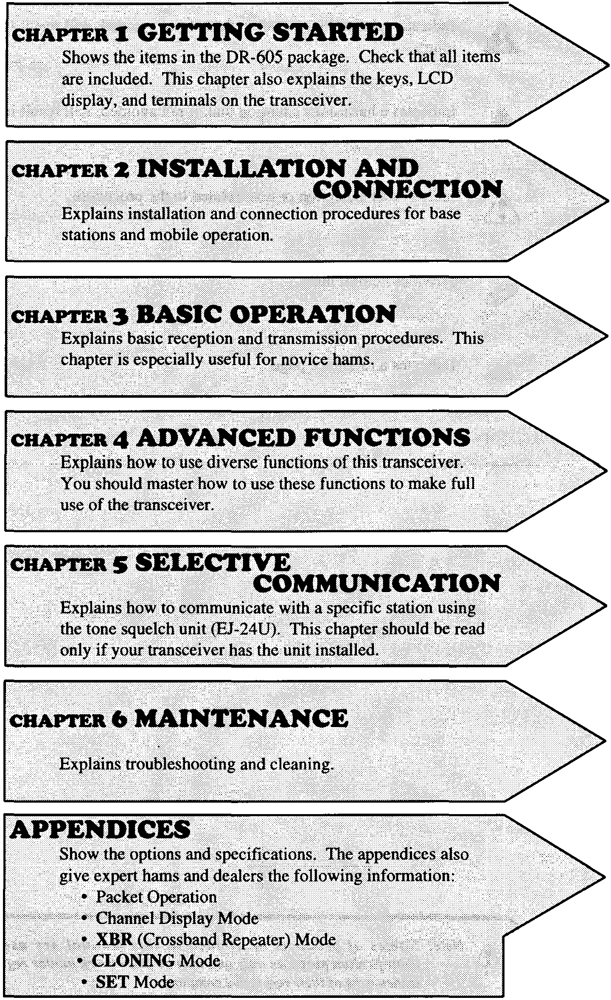 CHAPTER 1 GETTING STARTED
Shows the items in the DR-605 package. Check that all items
are included. This chapter also explains the keys, LCD
display, and terminals on the transceiver.
CHAPTER 2 INSTALLATION AND
CONNECTION
Explains installation and connection procedures for base
stations and mobile operation.
CHAPTER 3 BASIC OPERATION
Explains basic reception and transmission procedures. This
chapter is especially useful for novice hams.
CHAPTER 4 ADVANCED FUNCTIONS
Explains how to use diverse functions of this transceiver.
You should master how to use these functions to make full
use of the transceiver.
CHAPTER 5 SELECTIVE
COMMUNICATION
Explains how to communicate with a specific station using
the tone squelch unit (EJ-24U). This chapter should be read
only if your transceiver has the unit installed.
CHAPTER 6 MAINTENANCE
Explains troubleshooting and cleaning.
APPENDICES
Show the options and specifications. The appendices also
give expert hams and dealers the following information:
• Packet Operation
• Channel Display Mode
• XBR (Crossband Repeater) Mode
• CLONING Mode
• SET Mode